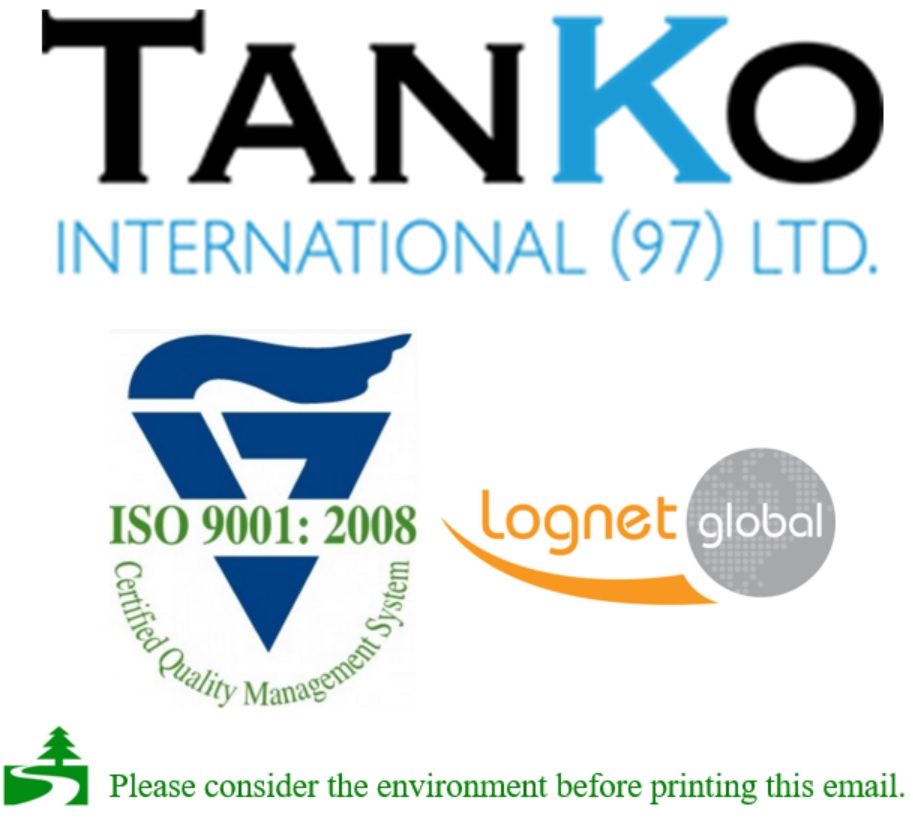 TANKO
INTERNATIONAL (97) LTD.
ISO 9001: 2008
Certified Quality Management System
Lognet global
Please consider the environment before printing this email.